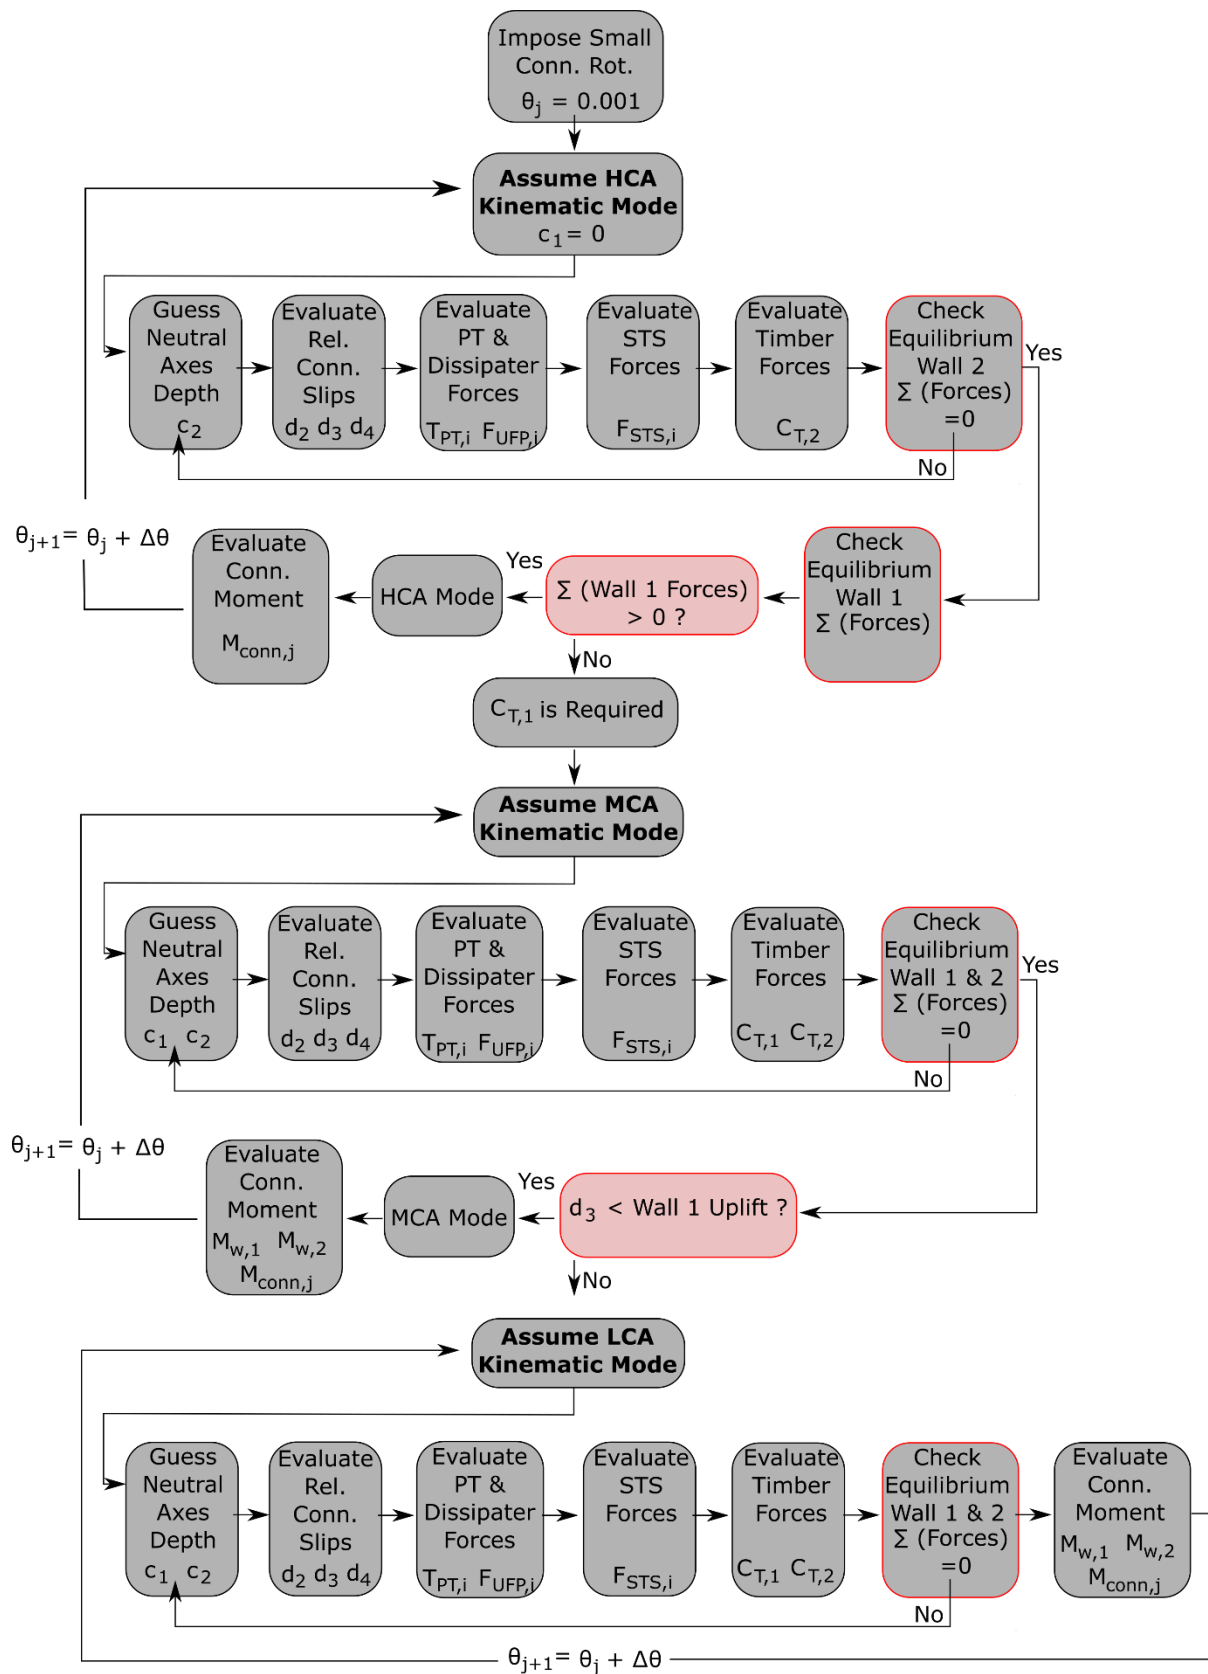 Impose Small
Conn. Rot.
θj = 0.001
Assume HCA
Kinematic Mode
c1 = 0
Guess
Neutral
Axes
Depth
c2
Evaluate
Rel.
Conn.
Slips
d2 d3 d4
Evaluate
PT &
Dissipater
Forces
TPT,i FUFP,i
Evaluate
STS
Forces
FSTS,i
Evaluate
Timber
Forces
CT,2
Check
Equilibrium
Wall 2
Σ (Forces)
=0
Yes
No
θj+1= θj + Δθ
Evaluate
Conn.
Moment
Mconn,j
HCA Mode
Yes
Σ (Wall 1 Forces)
> 0 ?
Check
Equilibrium
Wall 1
Σ (Forces)
No
CT,1 is Required
Assume MCA
Kinematic Mode
Guess
Neutral
Axes
Depth
c1 c2
Evaluate
Rel.
Conn.
Slips
d2 d3 d4
Evaluate
PT &
Dissipater
Forces
TPT,i FUFP,i
Evaluate
STS
Forces
FSTS,i
Evaluate
Timber
Forces
CT,1 CT,2
Check
Equilibrium
Wall 1 & 2
Σ (Forces)
=0
Yes
No
θj+1= θj + Δθ
Evaluate
Conn.
Moment
Mw,1 Mw,2
Mconn,j
MCA Mode
Yes
d3 < Wall 1 Uplift ?
No
Assume LCA
Kinematic Mode
Guess
Neutral
Axes
Depth
c1 c2
Evaluate
Rel.
Conn.
Slips
d2 d3 d4
Evaluate
PT &
Dissipater
Forces
TPT,i FUFP,i
Evaluate
STS
Forces
FSTS,i
Evaluate
Timber
Forces
CT,1 CT,2
Check
Equilibrium
Wall 1 & 2
Σ (Forces)
=0
Evaluate
Conn.
Moment
Mw,1 Mw,2
Mconn,j
No
θj+1= θj + Δθ